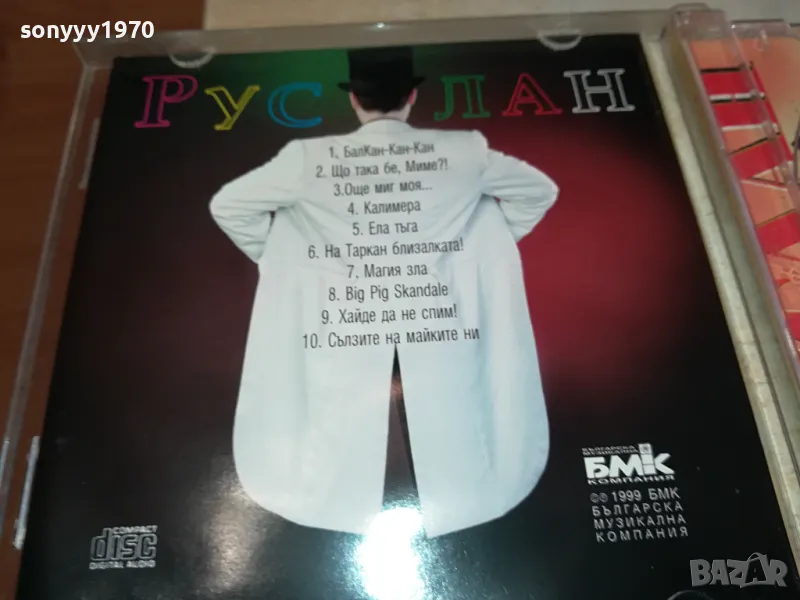 sonyyy1970
РУСЛАН
1. БалКан-Кан-Кан
2. Що така бе, Миме?!
3.Още миг моя...
4. Калимера
5. Ела тъга
6. На Таркан близалката!
7. Магия зла
8. Big Pig Skandale
9. Хайде да не спим!
10. Сълзите на майките ни
БЪЛГАРСКА
МУЗИКАЛНА
БМК
КОМПАНИЯ
©℗ 1999 БМК
БЪЛГАРСКА
МУЗИКАЛНА
КОМПАНИЯ
COMPACT
disc
DIGITAL AUDIO
BAZAR